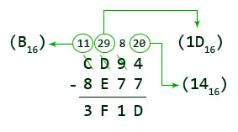 (B₁₆) 11 29 8 20 (1D₁₆)
C D 9 4
- 8 E 7 7 (14₁₆)
3 F 1 D